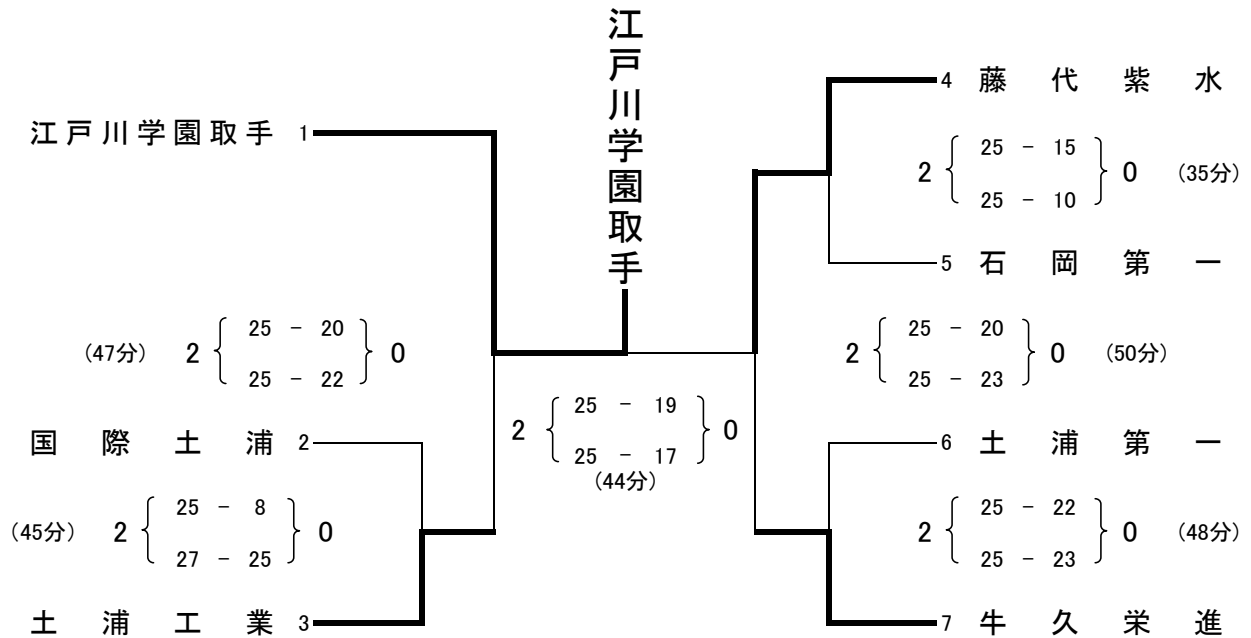 江戸川学園取手
江戸川学園取手 1
(47分) 2 25 - 20 0
25 - 22
国際土浦 2
(45分) 2 25 - 8 0
27 - 25
土浦工業 3
2 25 - 19 0
25 - 17
(44分)
4 藤代紫水
2 25 - 15 0 (35分)
25 - 10
5 石岡第一
2 25 - 20 0 (50分)
25 - 23
6 土浦第一
2 25 - 22 0 (48分)
25 - 23
7 牛久栄進